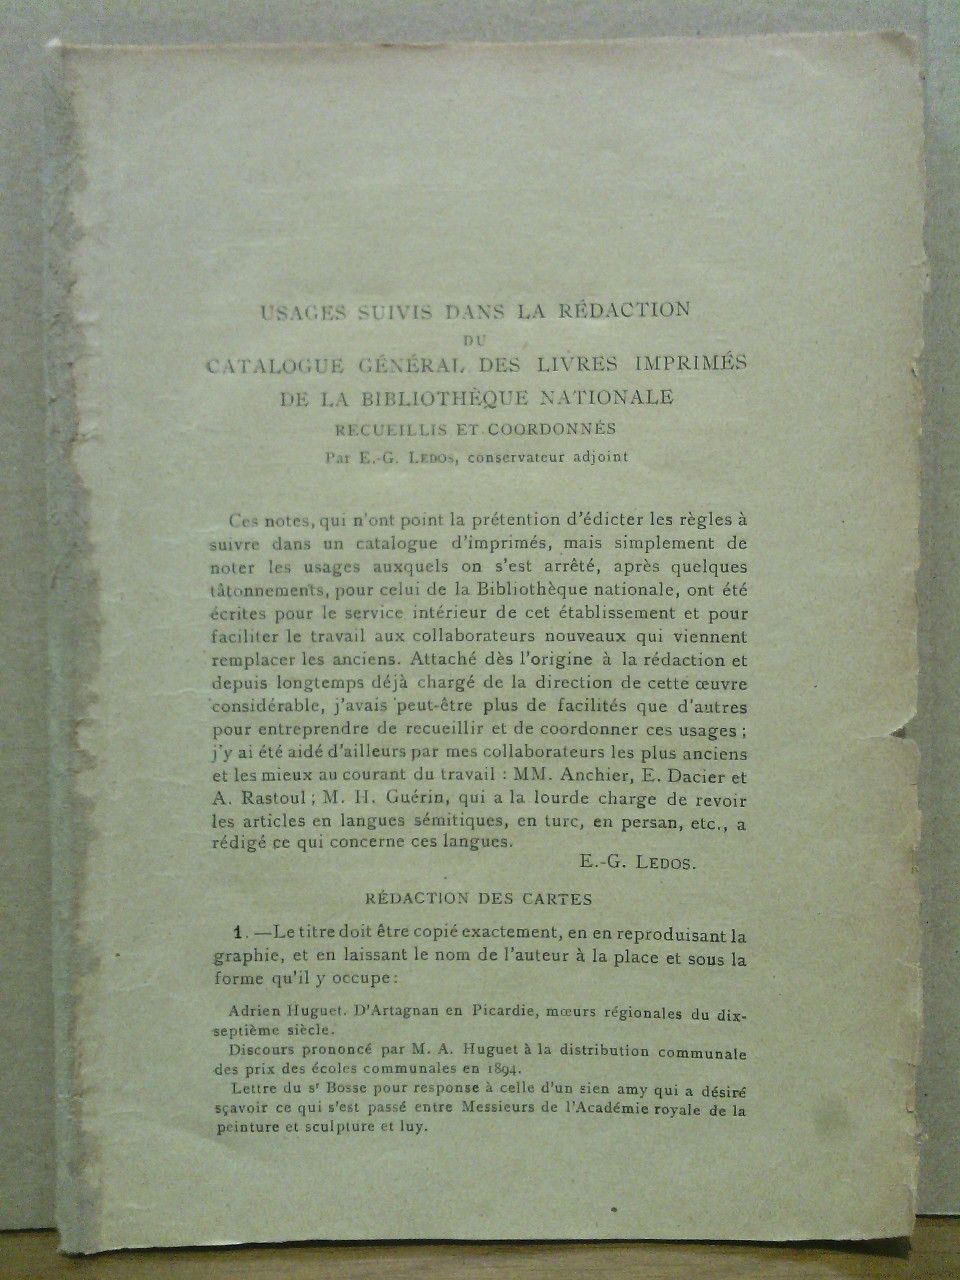 USAGES SUIVIS DANS LA RÉDACTION
DU
CATALOGUE GÉNÉRAL DES LIVRES IMPRIMÉS
DE LA BIBLIOTHÈQUE NATIONALE
RECUEILLIS ET COORDONNÉS
Par E.-G. LEDOS, conservateur adjoint
Ces notes, qui n'ont point la prétention d'édicter les règles à
suivre dans un catalogue d'imprimés, mais simplement de
noter les usages auxquels on s'est arrêté, après quelques
tâtonnements, pour celui de la Bibliothèque nationale, ont été
écrites pour le service intérieur de cet établissement et pour
faciliter le travail aux collaborateurs nouveaux qui viennent
remplacer les anciens. Attaché dès l'origine à la rédaction et
depuis longtemps déjà chargé de la direction de cette œuvre
considérable, j'avais peut-être plus de facilités que d'autres
pour entreprendre de recueillir et de coordonner ces usages ;
j'y ai été aidé d'ailleurs par mes collaborateurs les plus anciens
et les mieux au courant du travail : MM. Anchier, E. Dacier et
A. Rastoul ; M. H. Guérin, qui a la lourde charge de revoir
les articles en langues sémitiques, en turc, en persan, etc., a
rédigé ce qui concerne ces langues.
E.-G. LEDOS.
RÉDACTION DES CARTES
1. — Le titre doit être copié exactement, en en reproduisant la
graphie, et en laissant le nom de l'auteur à la place et sous la
forme qu'il y occupe :
Adrien Huguet. D'Artagnan en Picardie, mœurs régionales du dix-
septième siècle.
Discours prononcé par M. A. Huguet à la distribution communale
des prix des écoles communales en 1894.
Lettre du sr Bosse pour response à celle d'un sien amy qui a désiré
sçavoir ce qui s'est passé entre Messieurs de l'Académie royale de la
peinture et sculpture et luy.